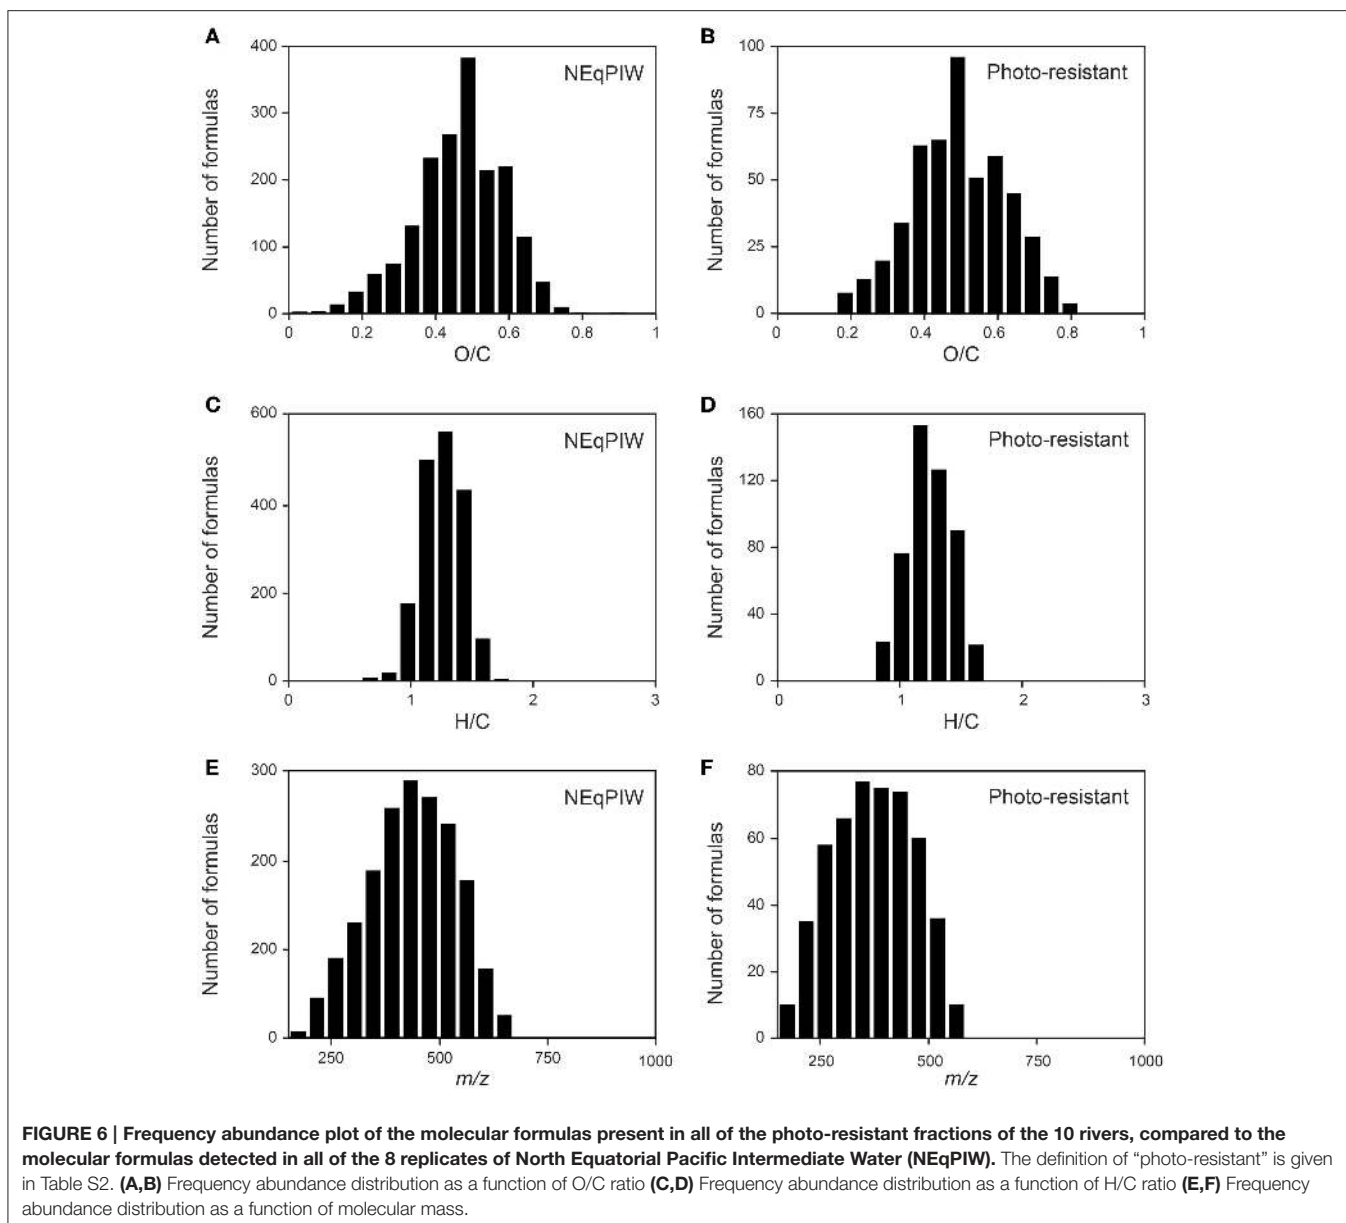 A
NEqPIW
400
300
200
100
0
0
0.2
0.4
0.6
0.8
1
Number of formulas
O/C
B
Photo-resistant
100
75
50
25
0
0
0.2
0.4
0.6
0.8
1
Number of formulas
O/C
C
NEqPIW
600
400
200
0
0
1
2
3
Number of formulas
H/C
D
Photo-resistant
160
120
80
40
0
0
1
2
3
Number of formulas
H/C
E
NEqPIW
300
200
200
0
250
500
750
1000
Number of formulas
m/z
F
Photo-resistant
80
60
40
20
0
250
500
750
1000
Number of formulas
m/z
FIGURE 6 | Frequency abundance plot of the molecular formulas present in all of the photo-resistant fractions of the 10 rivers, compared to the
molecular formulas detected in all of the 8 replicates of North Equatorial Pacific Intermediate Water (NEqPIW). The definition of “photo-resistant” is given
in Table S2. (A,B) Frequency abundance distribution as a function of O/C ratio (C,D) Frequency abundance distribution as a function of H/C ratio (E,F) Frequency
abundance distribution as a function of molecular mass.